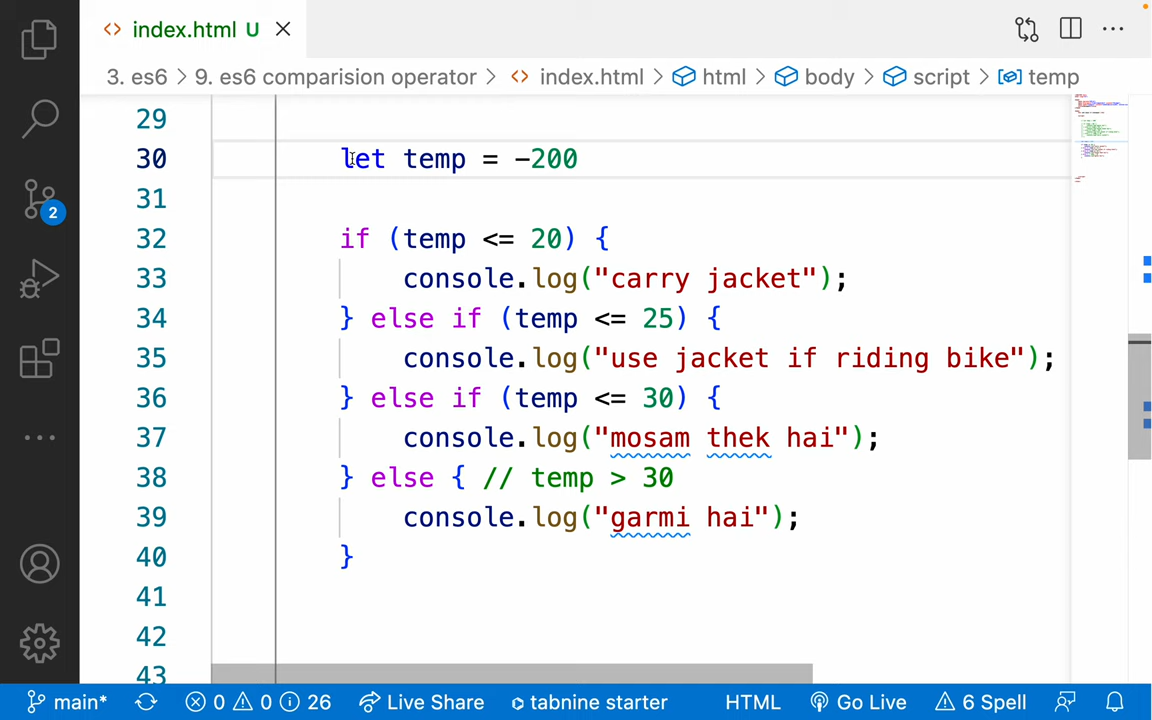 index.html U
3. es6 > 9. es6 comparision operator > index.html > html > body > script > temp
29
30 let temp = -200
31
32 if (temp <= 20) {
33 console.log("carry jacket");
34 } else if (temp <= 25) {
35 console.log("use jacket if riding bike");
36 } else if (temp <= 30) {
37 console.log("mosam thek hai");
38 } else { // temp > 30
39 console.log("garmi hai");
40 }
41
42
43
2
main* 0 0 26 Live Share tabnine starter HTML Go Live 6 Spell